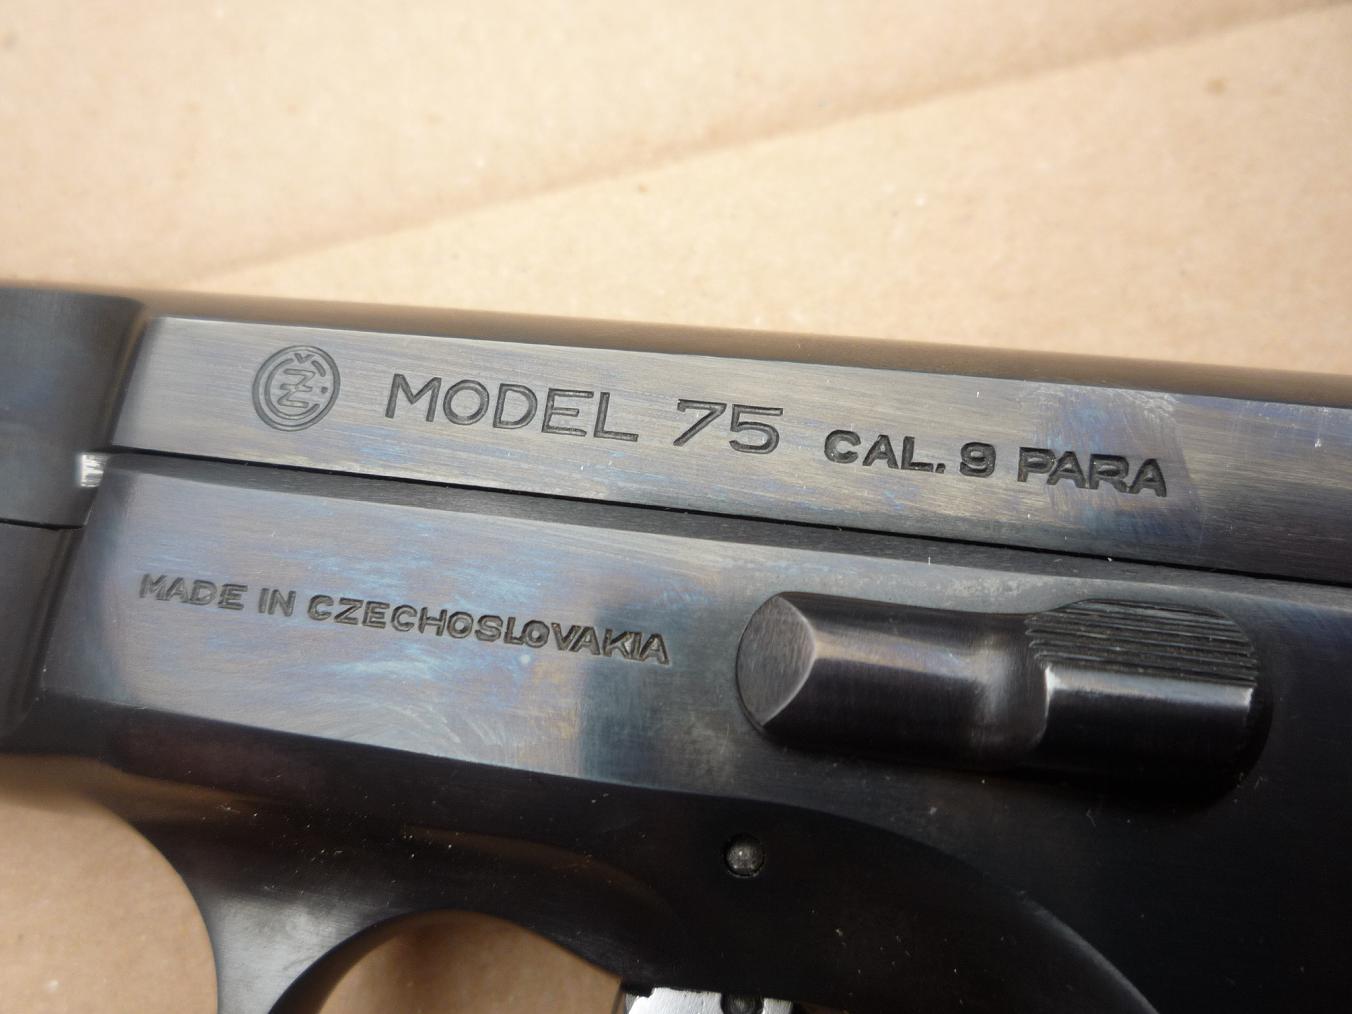 ČZ MODEL 75 CAL. 9 PARA
MADE IN CZECHOSLOVAKIA